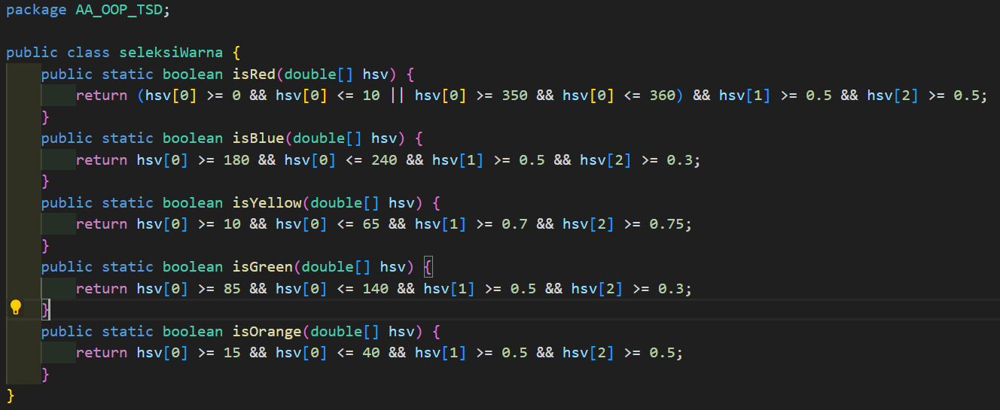 package AA_OOP_TSD;
public class seleksiWarna {
public static boolean isRed(double[] hsv) {
return (hsv[0] >= 0 && hsv[0] <= 10 || hsv[0] >= 350 && hsv[0] <= 360) && hsv[1] >= 0.5 && hsv[2] >= 0.5;
}
public static boolean isBlue(double[] hsv) {
return hsv[0] >= 180 && hsv[0] <= 240 && hsv[1] >= 0.5 && hsv[2] >= 0.3;
}
public static boolean isYellow(double[] hsv) {
return hsv[0] >= 10 && hsv[0] <= 65 && hsv[1] >= 0.7 && hsv[2] >= 0.75;
}
public static boolean isGreen(double[] hsv) {
return hsv[0] >= 85 && hsv[0] <= 140 && hsv[1] >= 0.5 && hsv[2] >= 0.3;
}
public static boolean isOrange(double[] hsv) {
return hsv[0] >= 15 && hsv[0] <= 40 && hsv[1] >= 0.5 && hsv[2] >= 0.5;
}
}